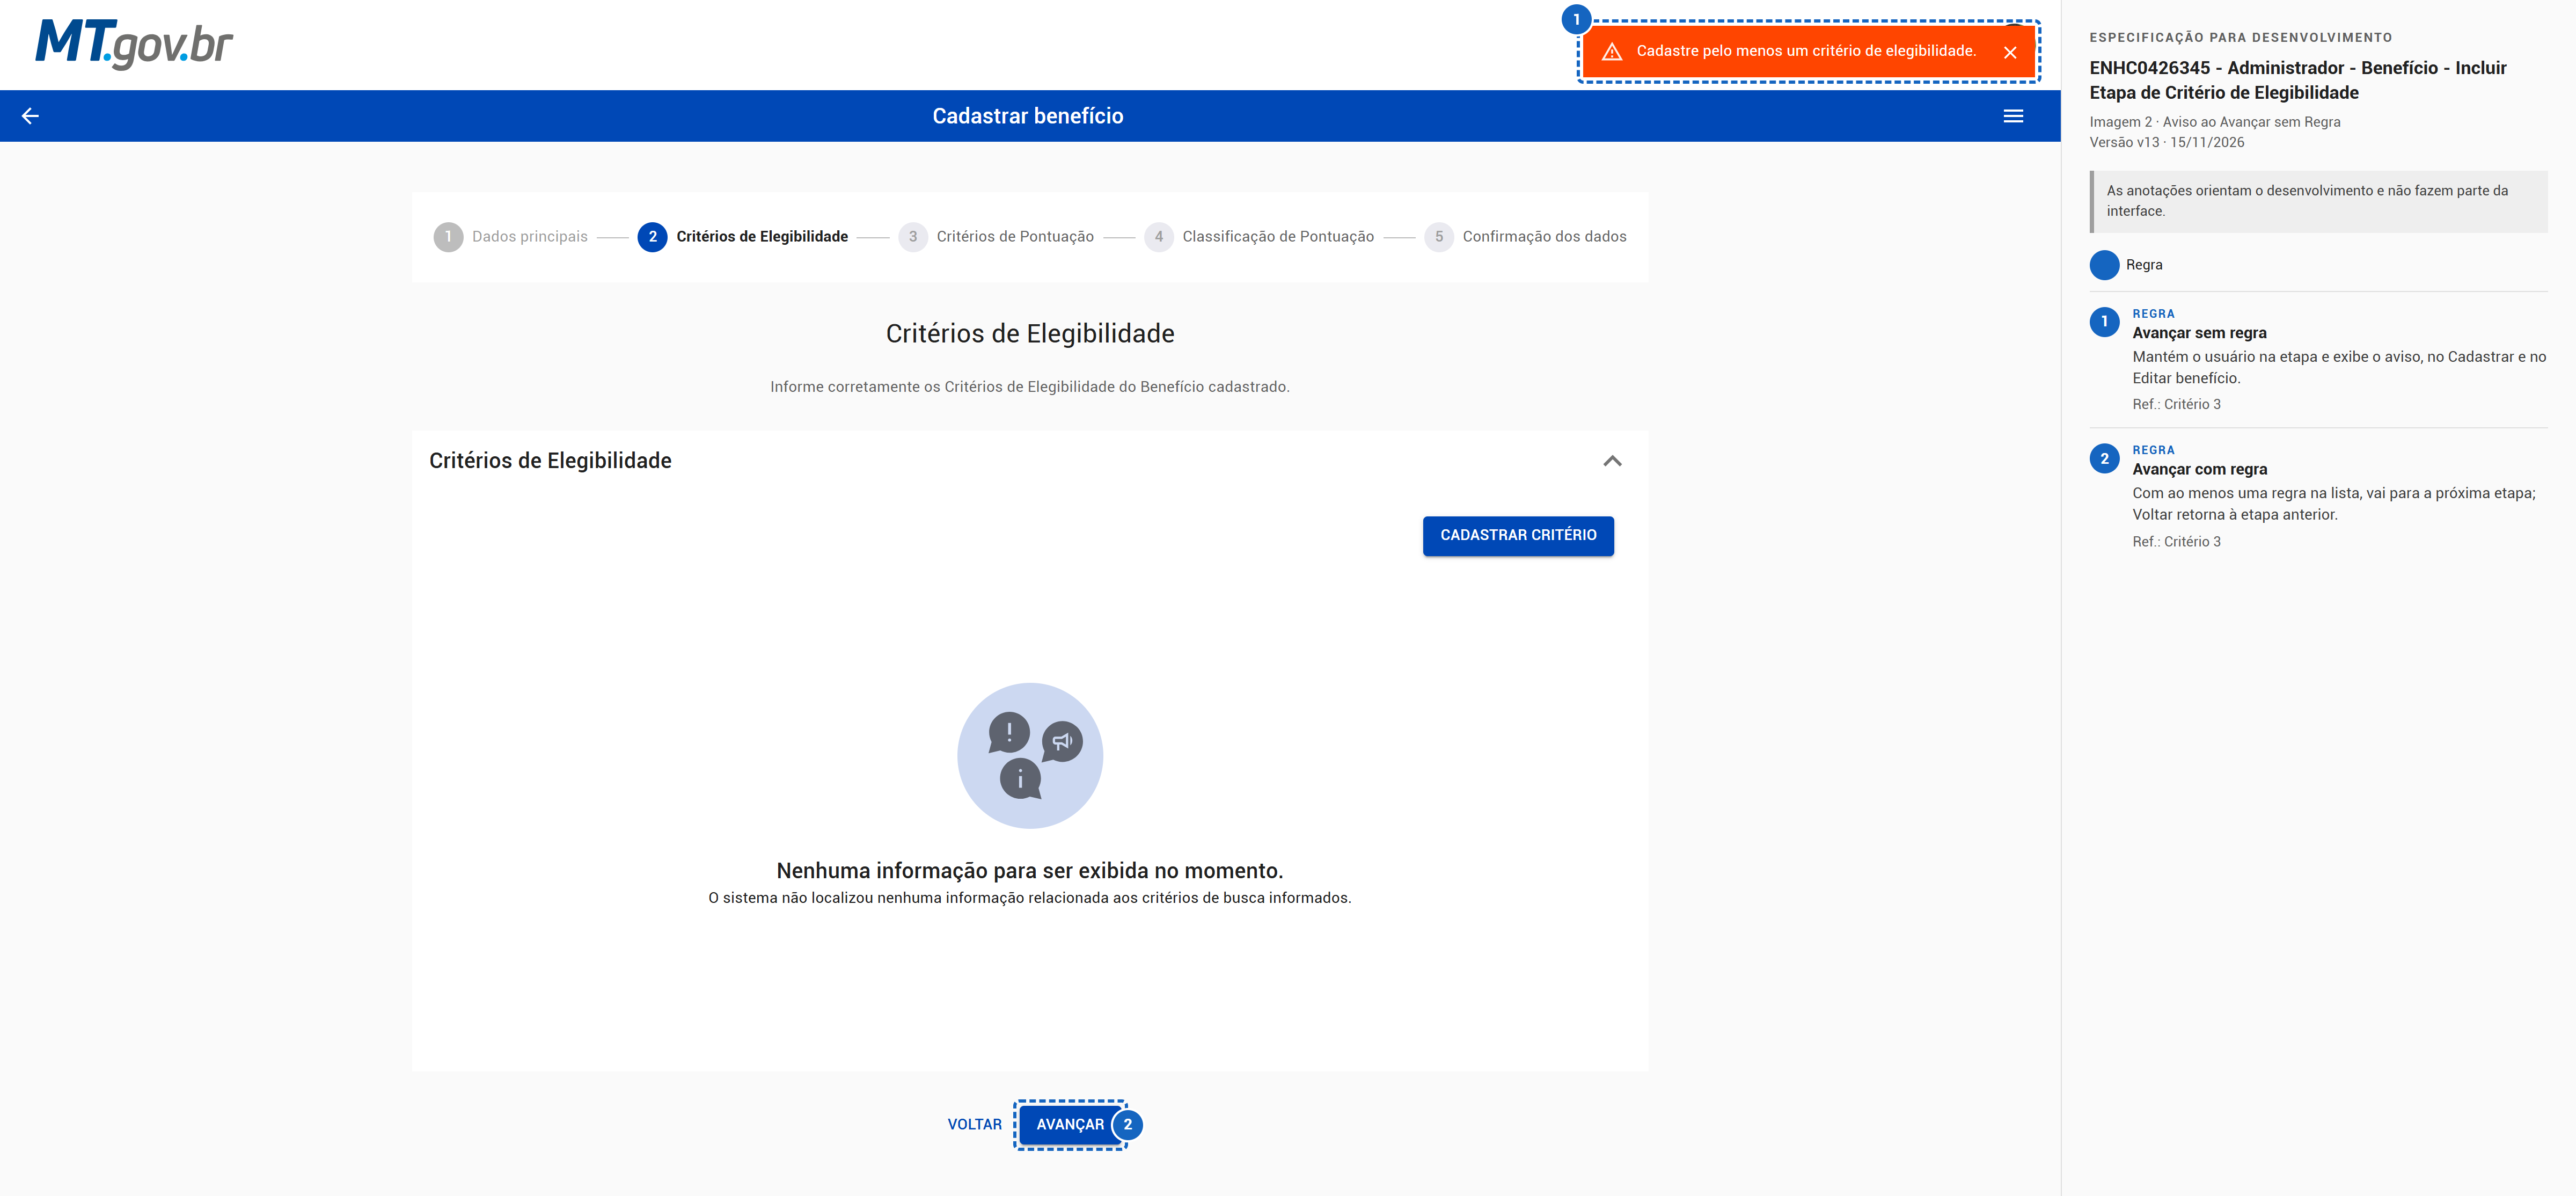 MT.gov.br
1
Cadastre pelo menos um critério de elegibilidade.
Cadastrar benefício
1 Dados principais
2 Critérios de Elegibilidade
3 Critérios de Pontuação
4 Classificação de Pontuação
5 Confirmação dos dados
Critérios de Elegibilidade
Informe corretamente os Critérios de Elegibilidade do Benefício cadastrado.
Critérios de Elegibilidade
CADASTRAR CRITÉRIO
Nenhuma informação para ser exibida no momento.
O sistema não localizou nenhuma informação relacionada aos critérios de busca informados.
VOLTAR
AVANÇAR
2
ESPECIFICAÇÃO PARA DESENVOLVIMENTO
ENHC0426345 - Administrador - Benefício - Incluir
Etapa de Critério de Elegibilidade
Imagem 2 · Aviso ao Avançar sem Regra
Versão v13 · 15/11/2026
As anotações orientam o desenvolvimento e não fazem parte da
interface.
Regra
1
REGRA
Avançar sem regra
Mantém o usuário na etapa e exibe o aviso, no Cadastrar e no
Editar benefício.
Ref.: Critério 3
2
REGRA
Avançar com regra
Com ao menos uma regra na lista, vai para a próxima etapa;
Voltar retorna à etapa anterior.
Ref.: Critério 3